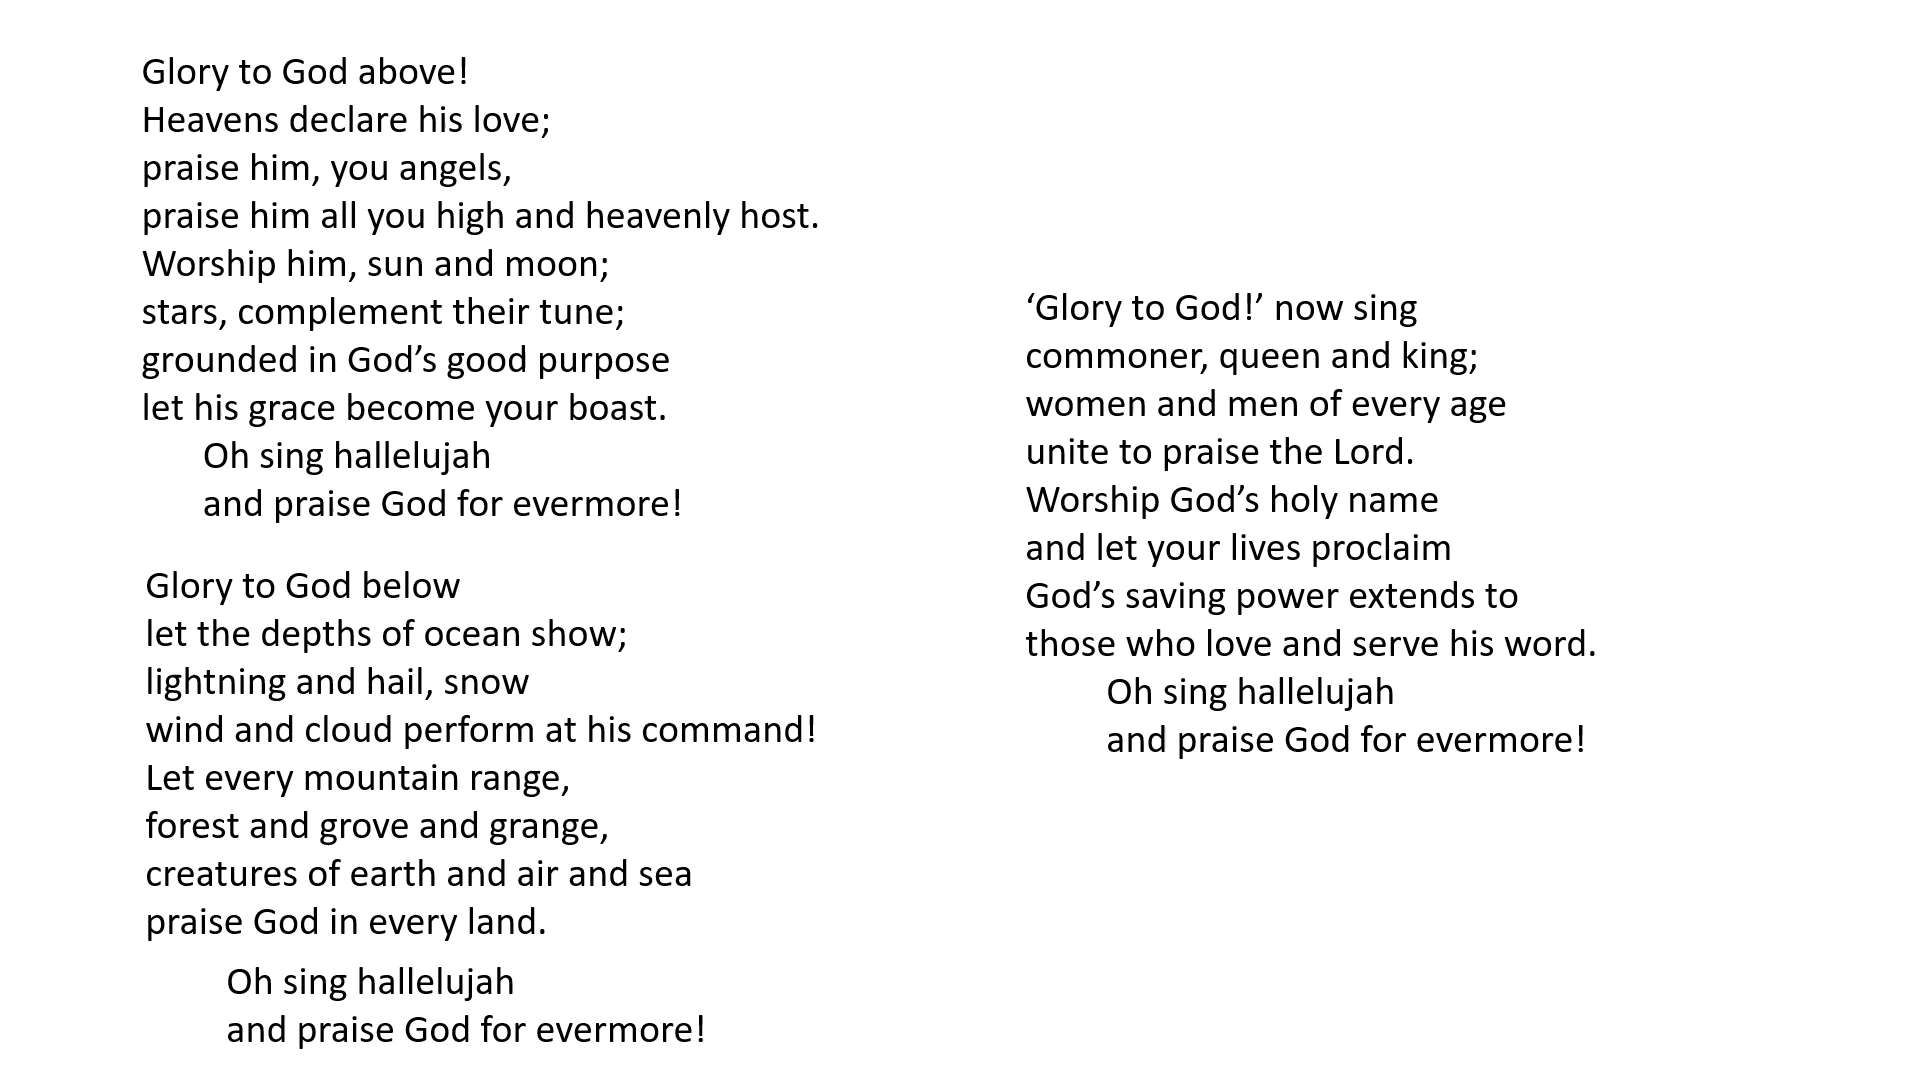 Glory to God above!
Heavens declare his love;
praise him, you angels,
praise him all you high and heavenly host.
Worship him, sun and moon;
stars, complement their tune;
grounded in God’s good purpose
let his grace become your boast.
Oh sing hallelujah
and praise God for evermore!
Glory to God below
let the depths of ocean show;
lightning and hail, snow
wind and cloud perform at his command!
Let every mountain range,
forest and grove and grange,
creatures of earth and air and sea
praise God in every land.
Oh sing hallelujah
and praise God for evermore!
‘Glory to God!’ now sing
commoner, queen and king;
women and men of every age
unite to praise the Lord.
Worship God’s holy name
and let your lives proclaim
God’s saving power extends to
those who love and serve his word.
Oh sing hallelujah
and praise God for evermore!